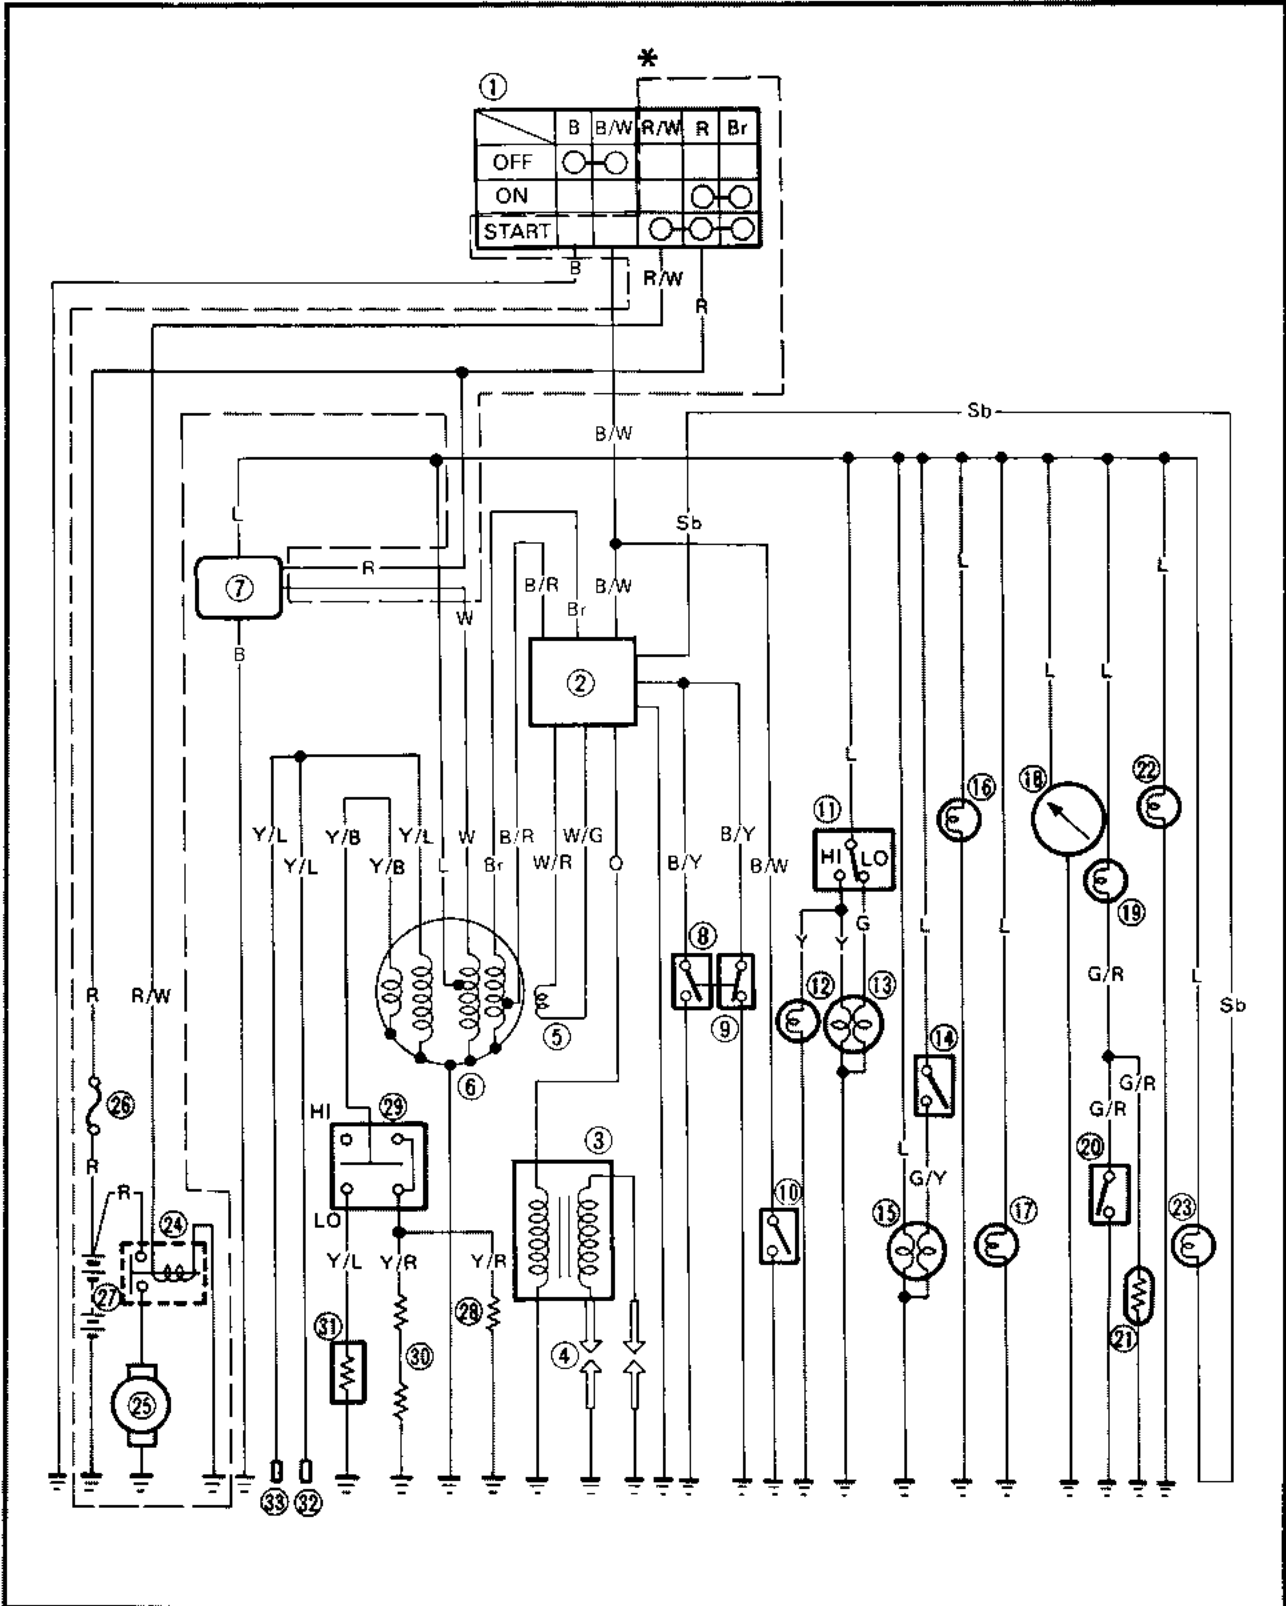 *
①
B B/W R/W R Br
OFF
ON
START
B
R/W
R
Sb
B/W
L
Sb
R
B/R
B/W
L
L
⑦
Br
W
B
②
L
L
L
⑱
㉒
⑯
⑪
Y/L Y/B Y/L W B/R W/G B/Y
HI LO
Y/L Y/B L Br W/R O B/Y B/W
⑲
Y Y G
L
L
⑧
G/R
L
R R/W
⑫ ⑬
Sb
⑨
⑤
⑭
⑥
G/R
㉖
HI ㉙
G/R
③
L
R
⑳
R
G/Y
⑩
LO
㉔
⑮ ⑰ ㉓
Y/L Y/R Y/R
㉗
㉘
㉛
㉚
④
㉑
㉕
㉝ ㉜